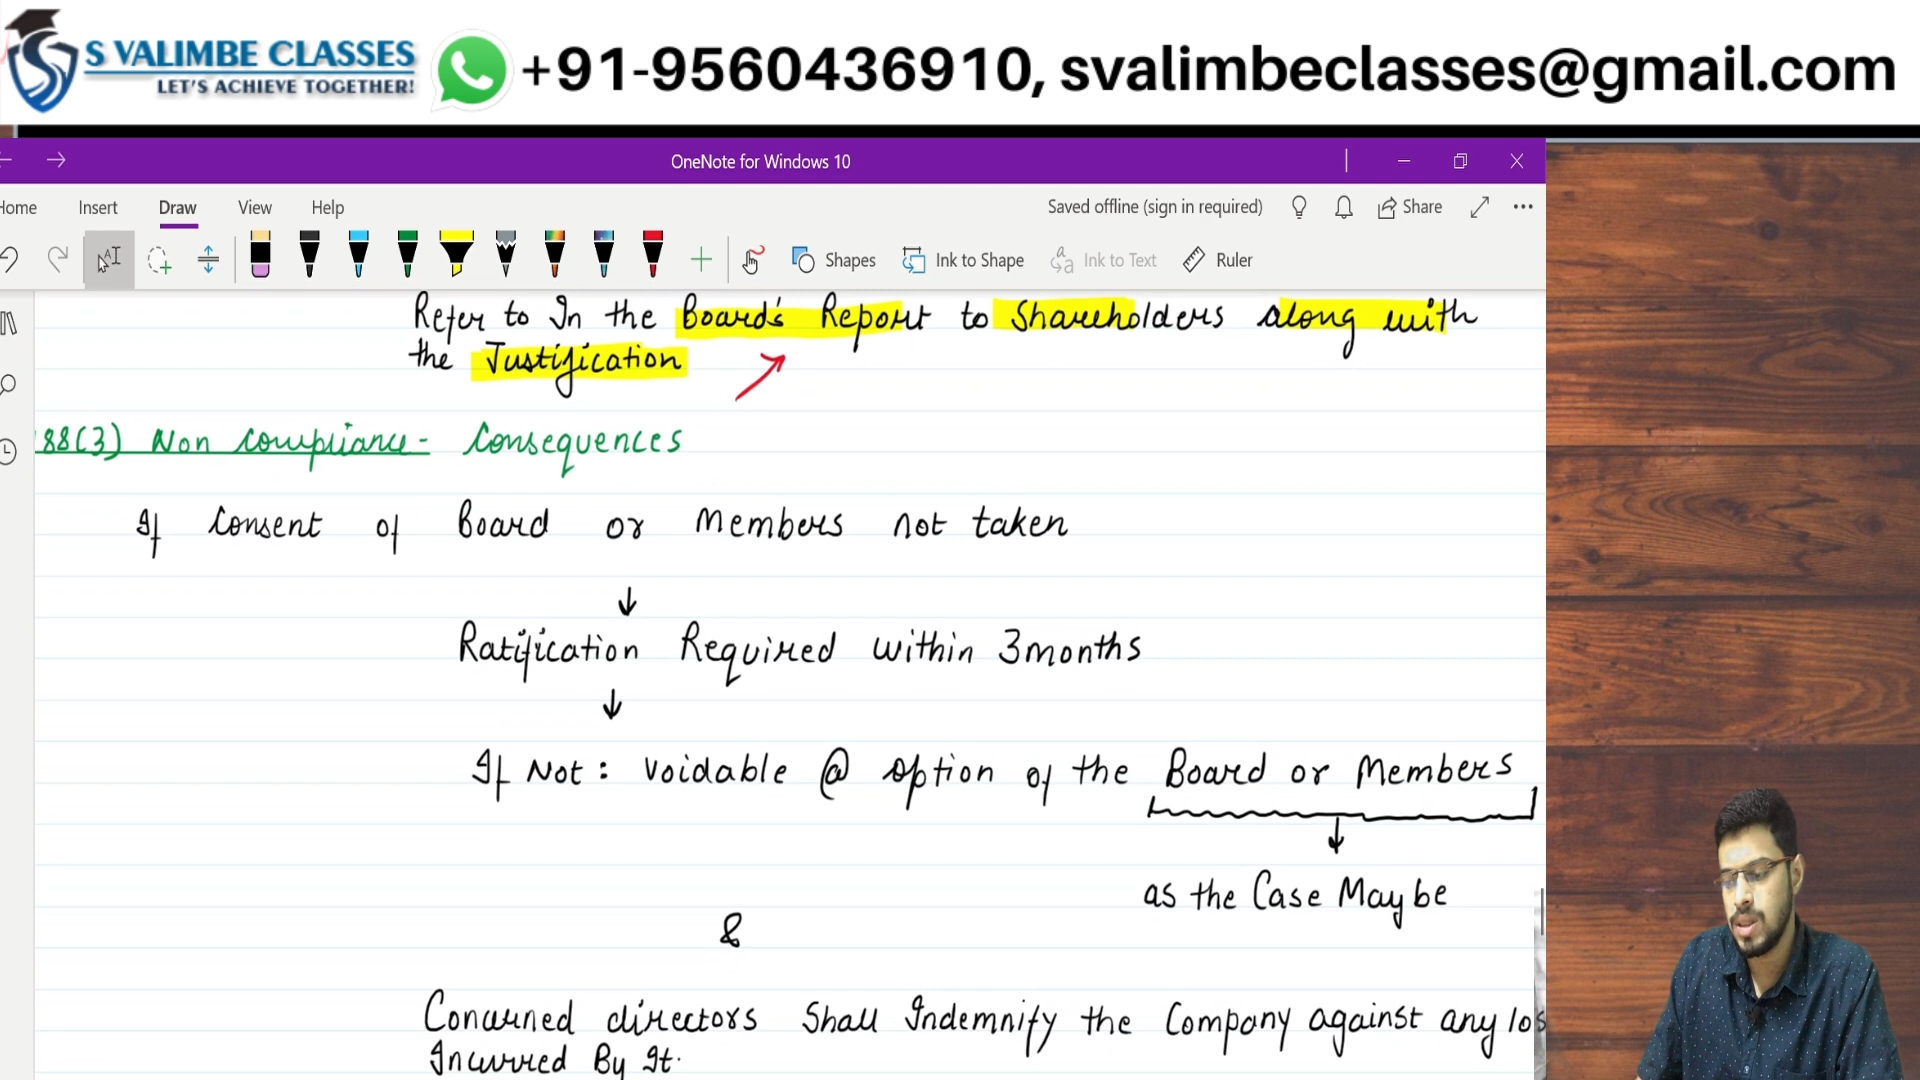 S VALIMBE CLASSES
LET'S ACHIEVE TOGETHER!
+91-9560436910, svalimbeclasses@gmail.com
OneNote for Windows 10
Home Insert Draw View Help
Saved offline (sign in required) Share
Shapes Ink to Shape Ink to Text Ruler
Refer to In the Board's Report to Shareholders along with
the Justification
188(3) Non Compliance - Consequences
If Consent of Board or Members not taken
Ratification Required within 3 months
If Not : Voidable @ option of the Board or Members
as the Case May be
&
Concerned directors Shall Indemnify the Company against any los
Incurred By It.